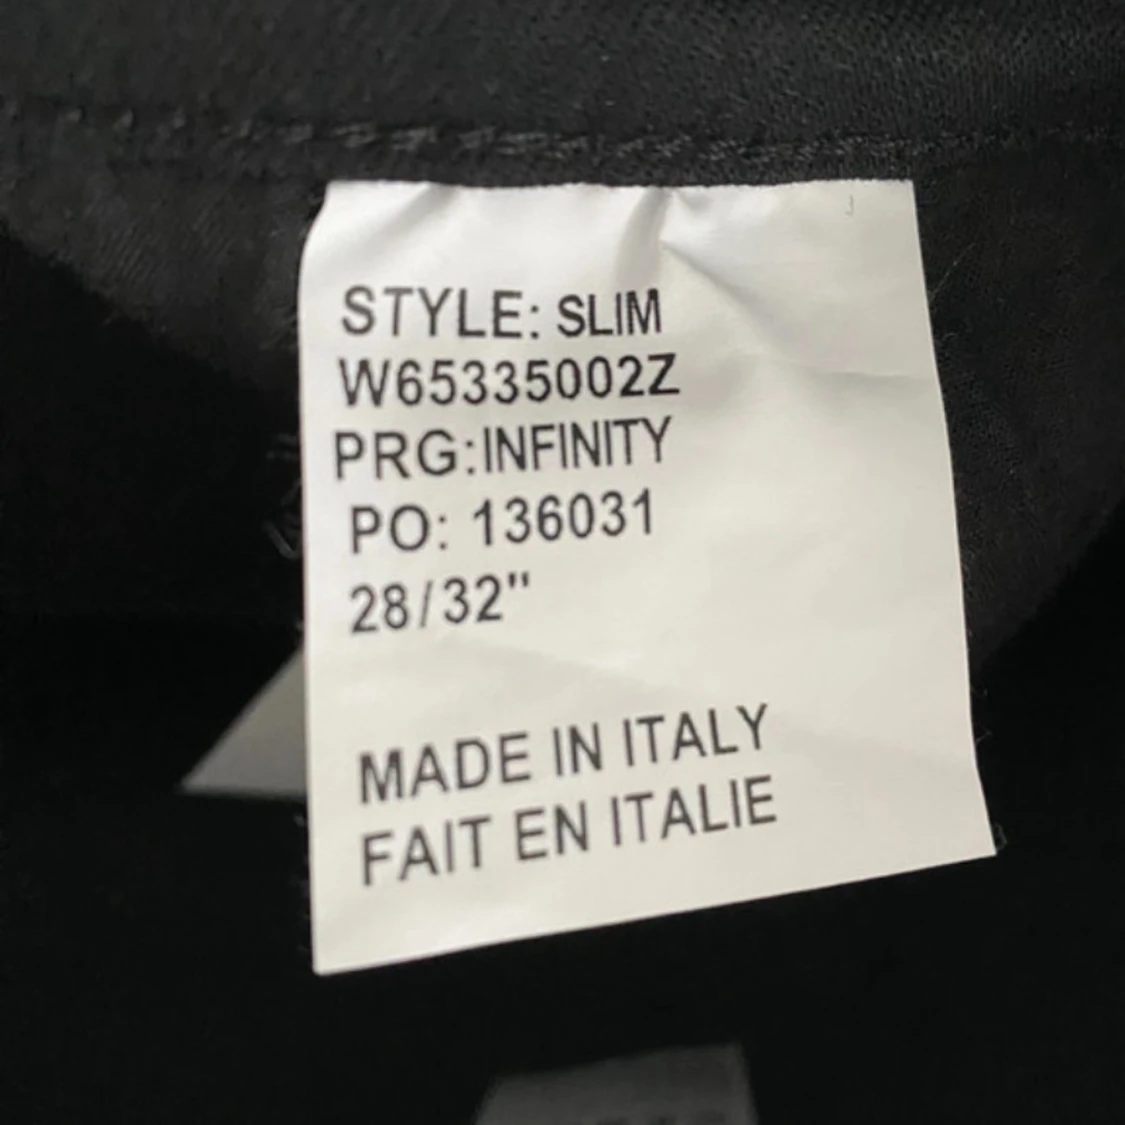 STYLE: SLIM
W65335002Z
PRG:INFINITY
PO: 136031
28/32"
MADE IN ITALY
FAIT EN ITALIE